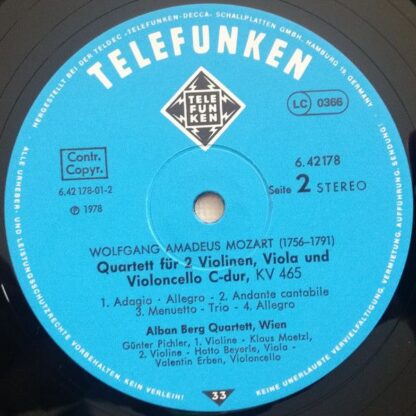 HERGESTELLT BEI DER TELDEC »TELEFUNKEN-DECCA« SCHALLPLATTEN GMBH, HAMBURG 19, GERMANY
TELEFUNKEN
TELE
FUN
KEN
LC 0366
Contr.
Copyr.
6.42178
6.42 178-01-2
Seite 2 STEREO
℗ 1978
WOLFGANG AMADEUS MOZART (1756–1791)
Quartett für 2 Violinen, Viola und
Violoncello C-dur, KV 465
1. Adagio - Allegro - 2. Andante cantabile
3. Menuetto - Trio - 4. Allegro
Alban Berg Quartett, Wien
Günter Pichler, 1. Violine - Klaus Maetzl,
2. Violine - Hatto Beyerle, Viola -
Valentin Erben, Violoncello
33
ALLE URHEBER- UND LEISTUNGSSCHUTZRECHTE VORBEHALTEN. KEIN VERLEIH!
KEINE UNERLAUBTE VERVIELFÄLTIGUNG, VERMIETUNG, AUFFÜHRUNG, SENDUNG!